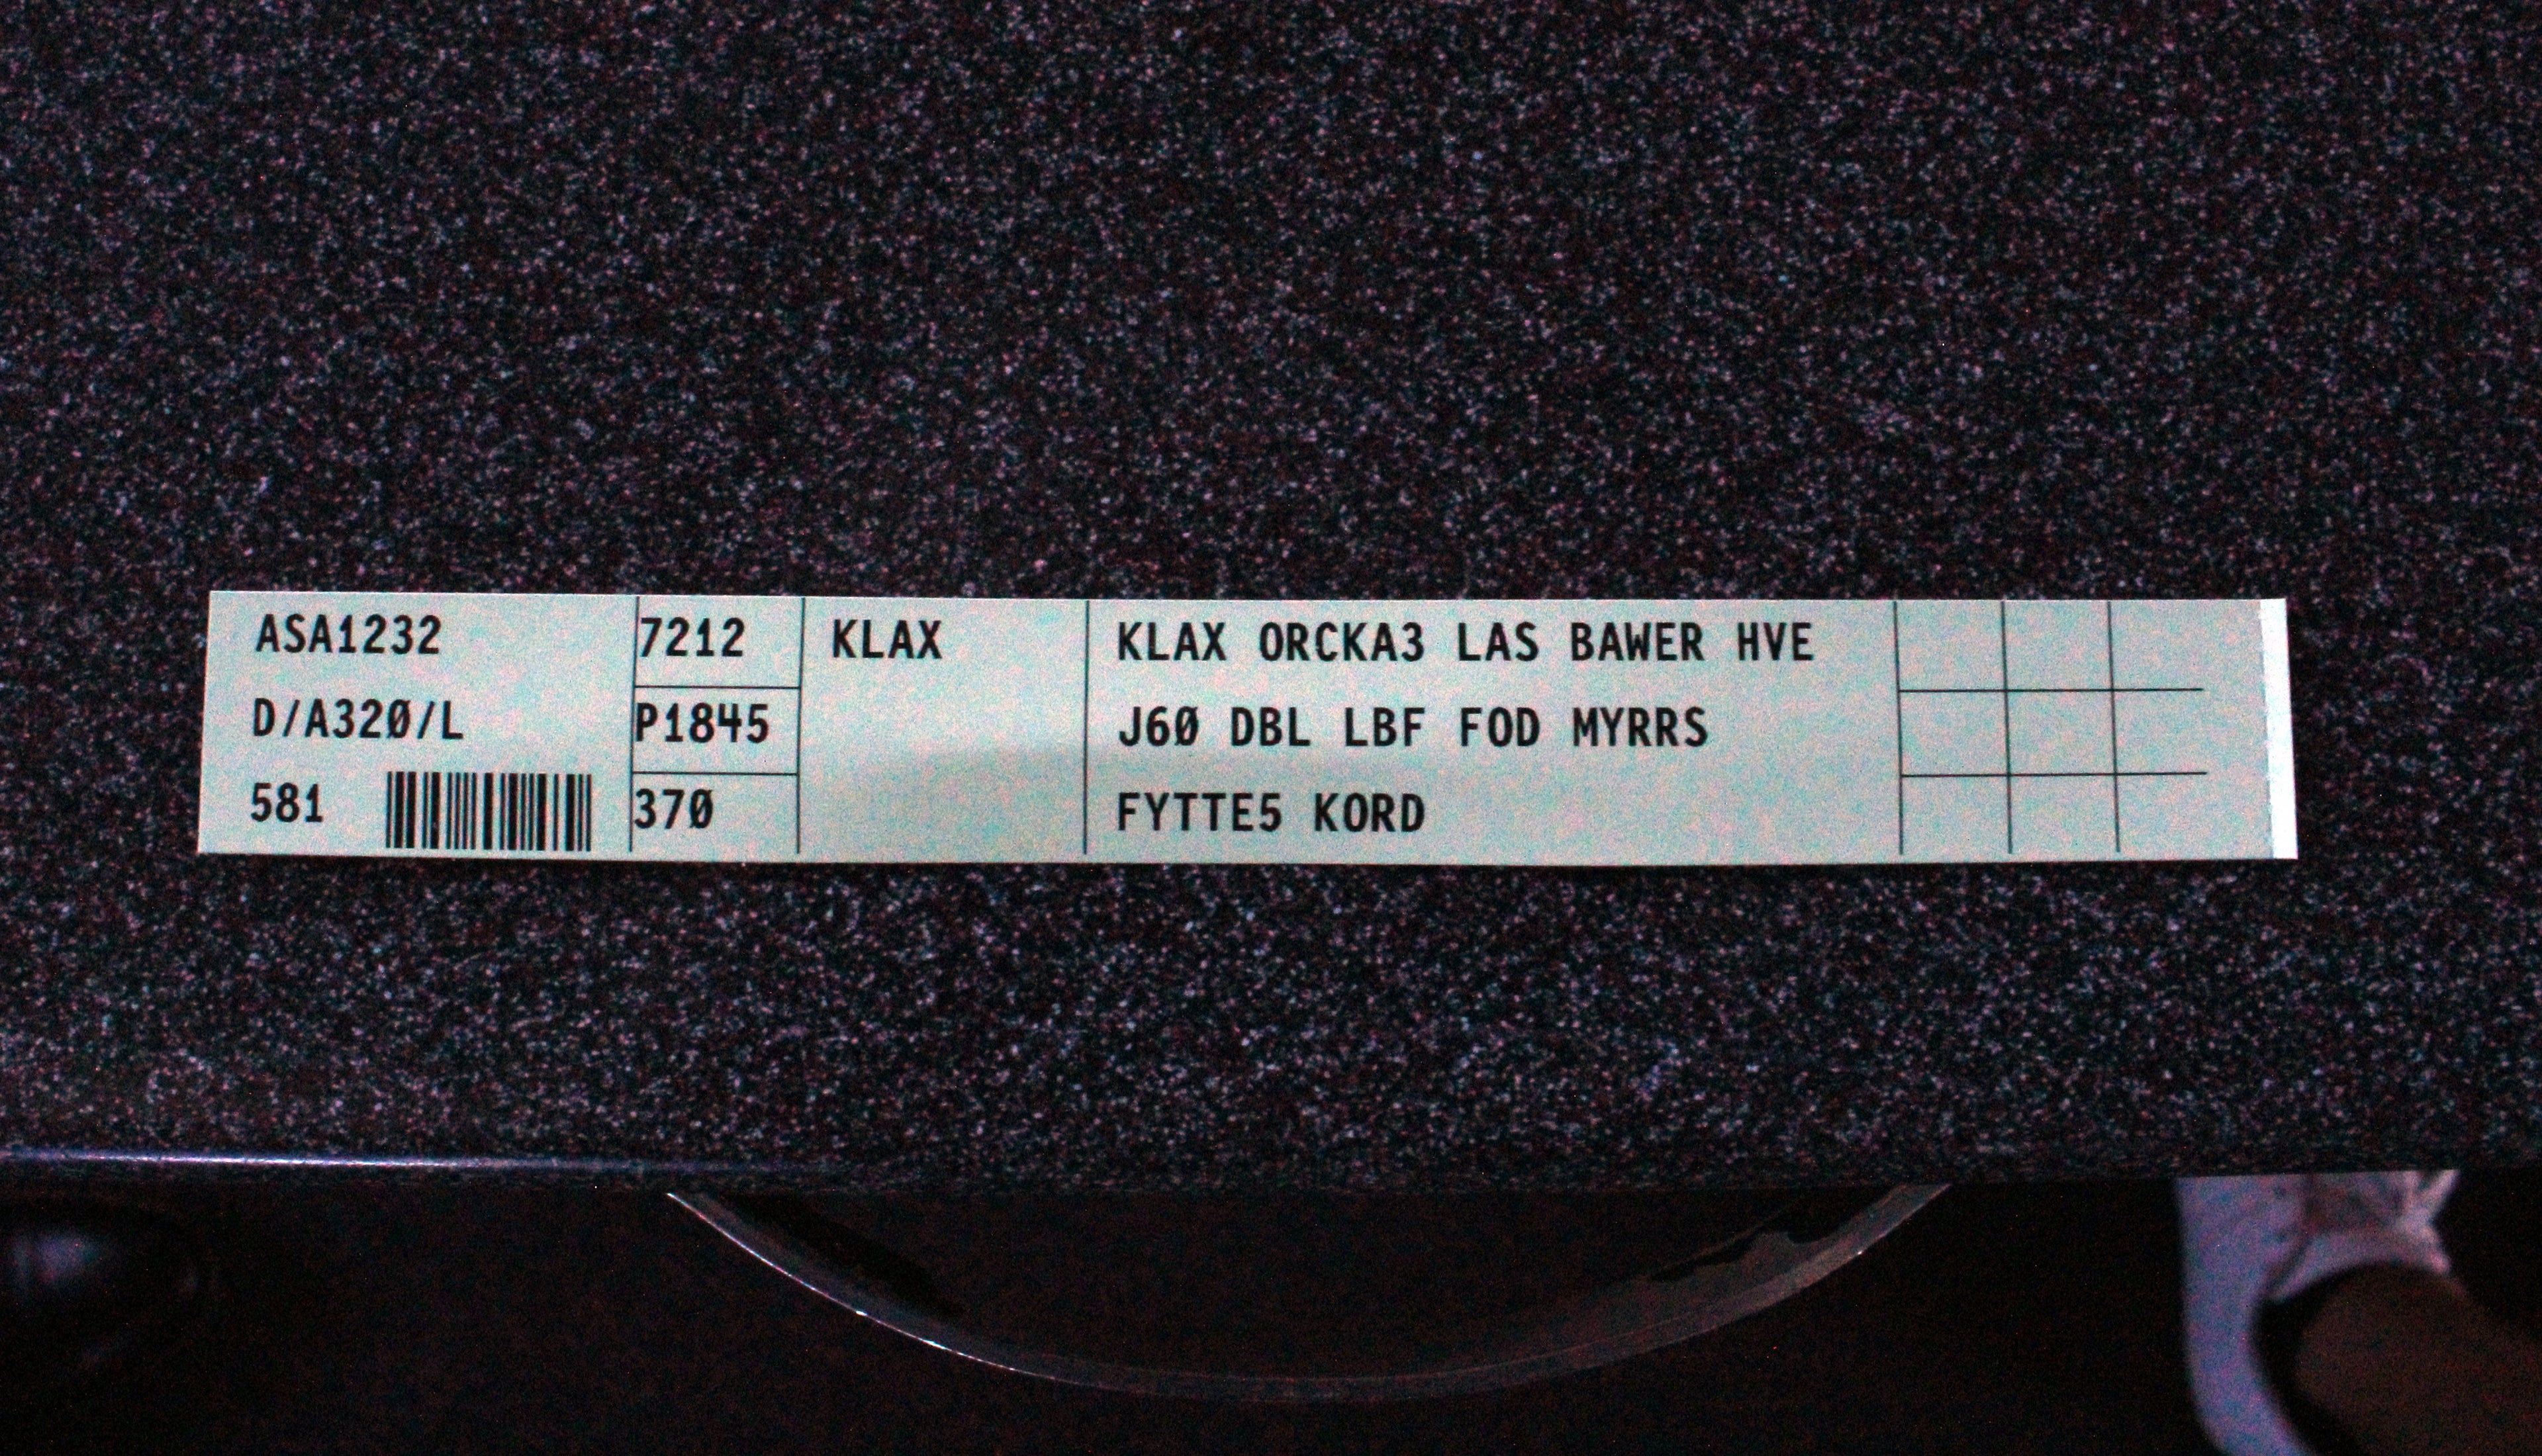 ASA1232 7212 KLAX KLAX ORCKA3 LAS BAWER HVE
D/A320/L P1845 J60 DBL LBF FOD MYRRS
581 370 FYTTE5 KORD